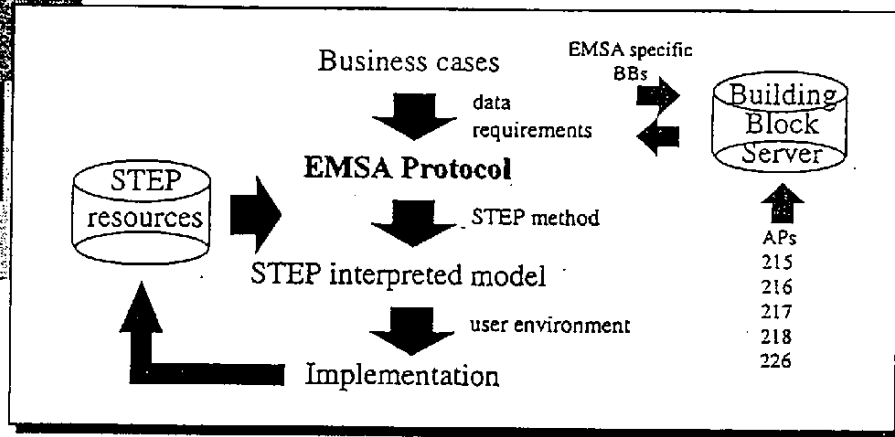 Business cases
data
requirements
EMSA Protocol
STEP method
STEP interpreted model
user environment
Implementation
STEP
resources
EMSA specific
BBs
Building
Block
Server
APs
215
216
217
218
226